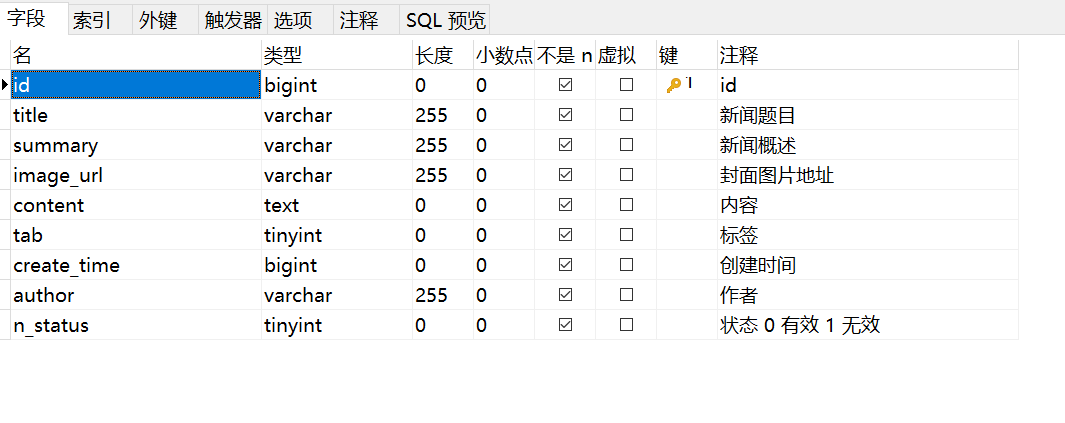 字段 索引 外键 触发器 选项 注释 SQL 预览
名 类型 长度 小数点 不是 n 虚拟 键 注释
id bigint 0 0 1 id
title varchar 255 0 新闻题目
summary varchar 255 0 新闻概述
image_url varchar 255 0 封面图片地址
content text 0 0 内容
tab tinyint 0 0 标签
create_time bigint 0 0 创建时间
author varchar 255 0 作者
n_status tinyint 0 0 状态 0 有效 1 无效